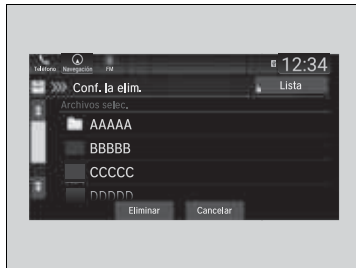 Teléfono Navegación FM
12:34
Conf. la elim.
Lista
Archivos selec.
AAAAA
BBBBB
CCCCC
DDDDD
Eliminar Cancelar